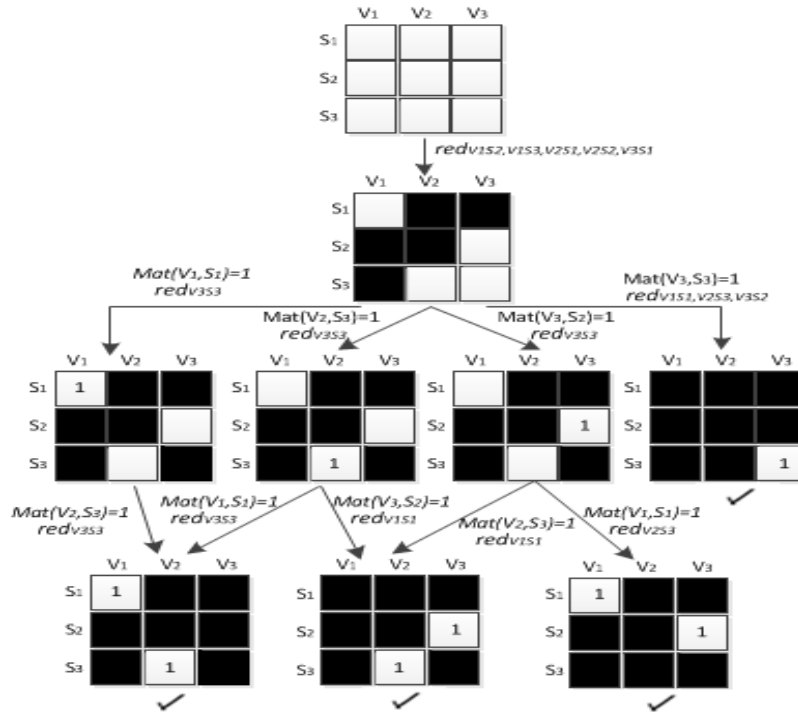 V1 V2 V3
S1
S2
S3
redV1S2,V1S3,V2S1,V2S2,V3S1
V1 V2 V3
S1
S2
S3
Mat(V1,S1)=1
redV3S3
Mat(V2,S3)=1
redV3S3
Mat(V3,S2)=1
redV3S3
Mat(V3,S3)=1
redV1S1,V2S3,V3S2
V1 V2 V3
S1 1
S2
S3
V1 V2 V3
S1
S2
S3 1
V1 V2 V3
S1
S2 1
S3
V1 V2 V3
S1
S2
S3 1
Mat(V2,S3)=1
redV3S3
Mat(V1,S1)=1
redV3S3
Mat(V3,S2)=1
redV1S1
Mat(V2,S3)=1
redV1S1
Mat(V1,S1)=1
redV2S3
V1 V2 V3
S1 1
S2
S3 1
V1 V2 V3
S1
S2 1
S3 1
V1 V2 V3
S1 1
S2 1
S3